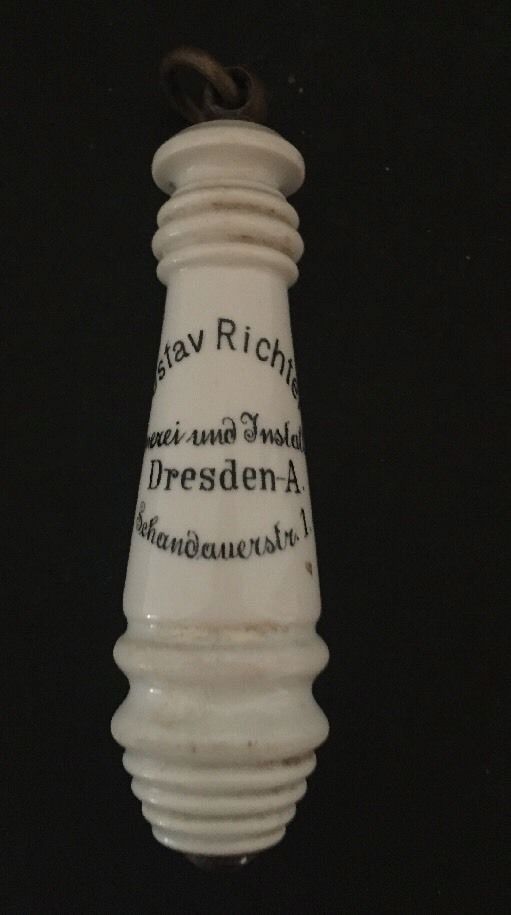 stav Richte
erei und Instal
Dresden-A.
Schandauerstr. 1